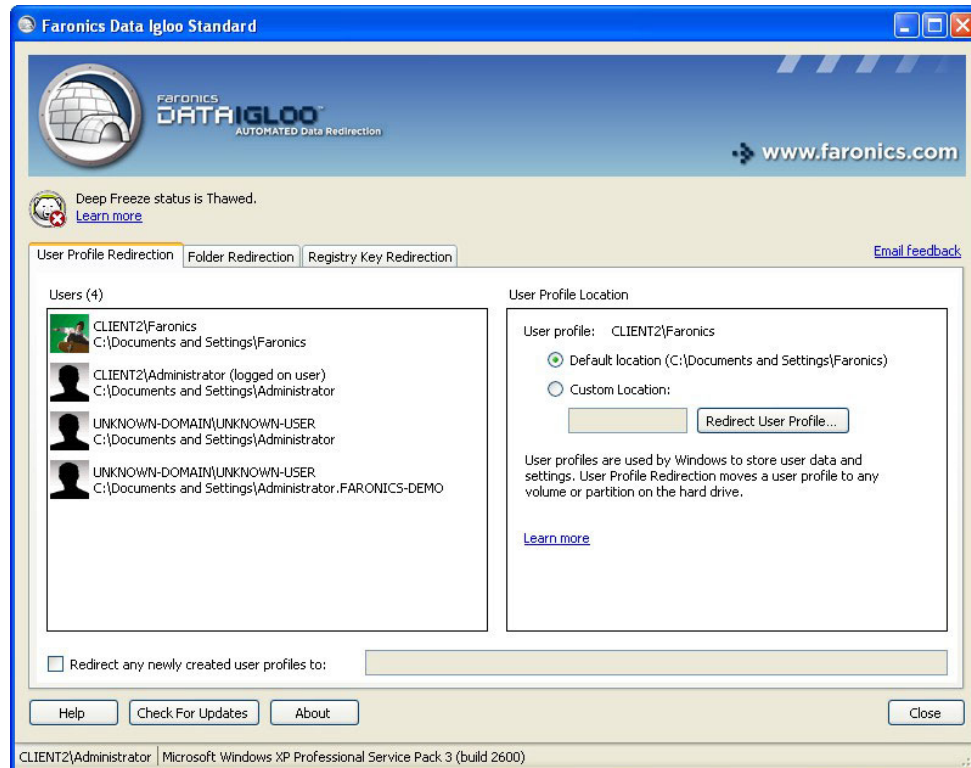 Faronics Data Igloo Standard
Faronics
DATAIGLOO™
AUTOMATED Data Redirection
www.faronics.com
Deep Freeze status is Thawed.
Learn more
User Profile Redirection
Folder Redirection
Registry Key Redirection
Email feedback
Users (4)
CLIENT2\Faronics
C:\Documents and Settings\Faronics
CLIENT2\Administrator (logged on user)
C:\Documents and Settings\Administrator
UNKNOWN-DOMAIN\UNKNOWN-USER
C:\Documents and Settings\Administrator
UNKNOWN-DOMAIN\UNKNOWN-USER
C:\Documents and Settings\Administrator.FARONICS-DEMO
User Profile Location
User profile: CLIENT2\Faronics
Default location (C:\Documents and Settings\Faronics)
Custom Location:
Redirect User Profile...
User profiles are used by Windows to store user data and
settings. User Profile Redirection moves a user profile to any
volume or partition on the hard drive.
Learn more
Redirect any newly created user profiles to:
Help
Check For Updates
About
Close
CLIENT2\Administrator
Microsoft Windows XP Professional Service Pack 3 (build 2600)